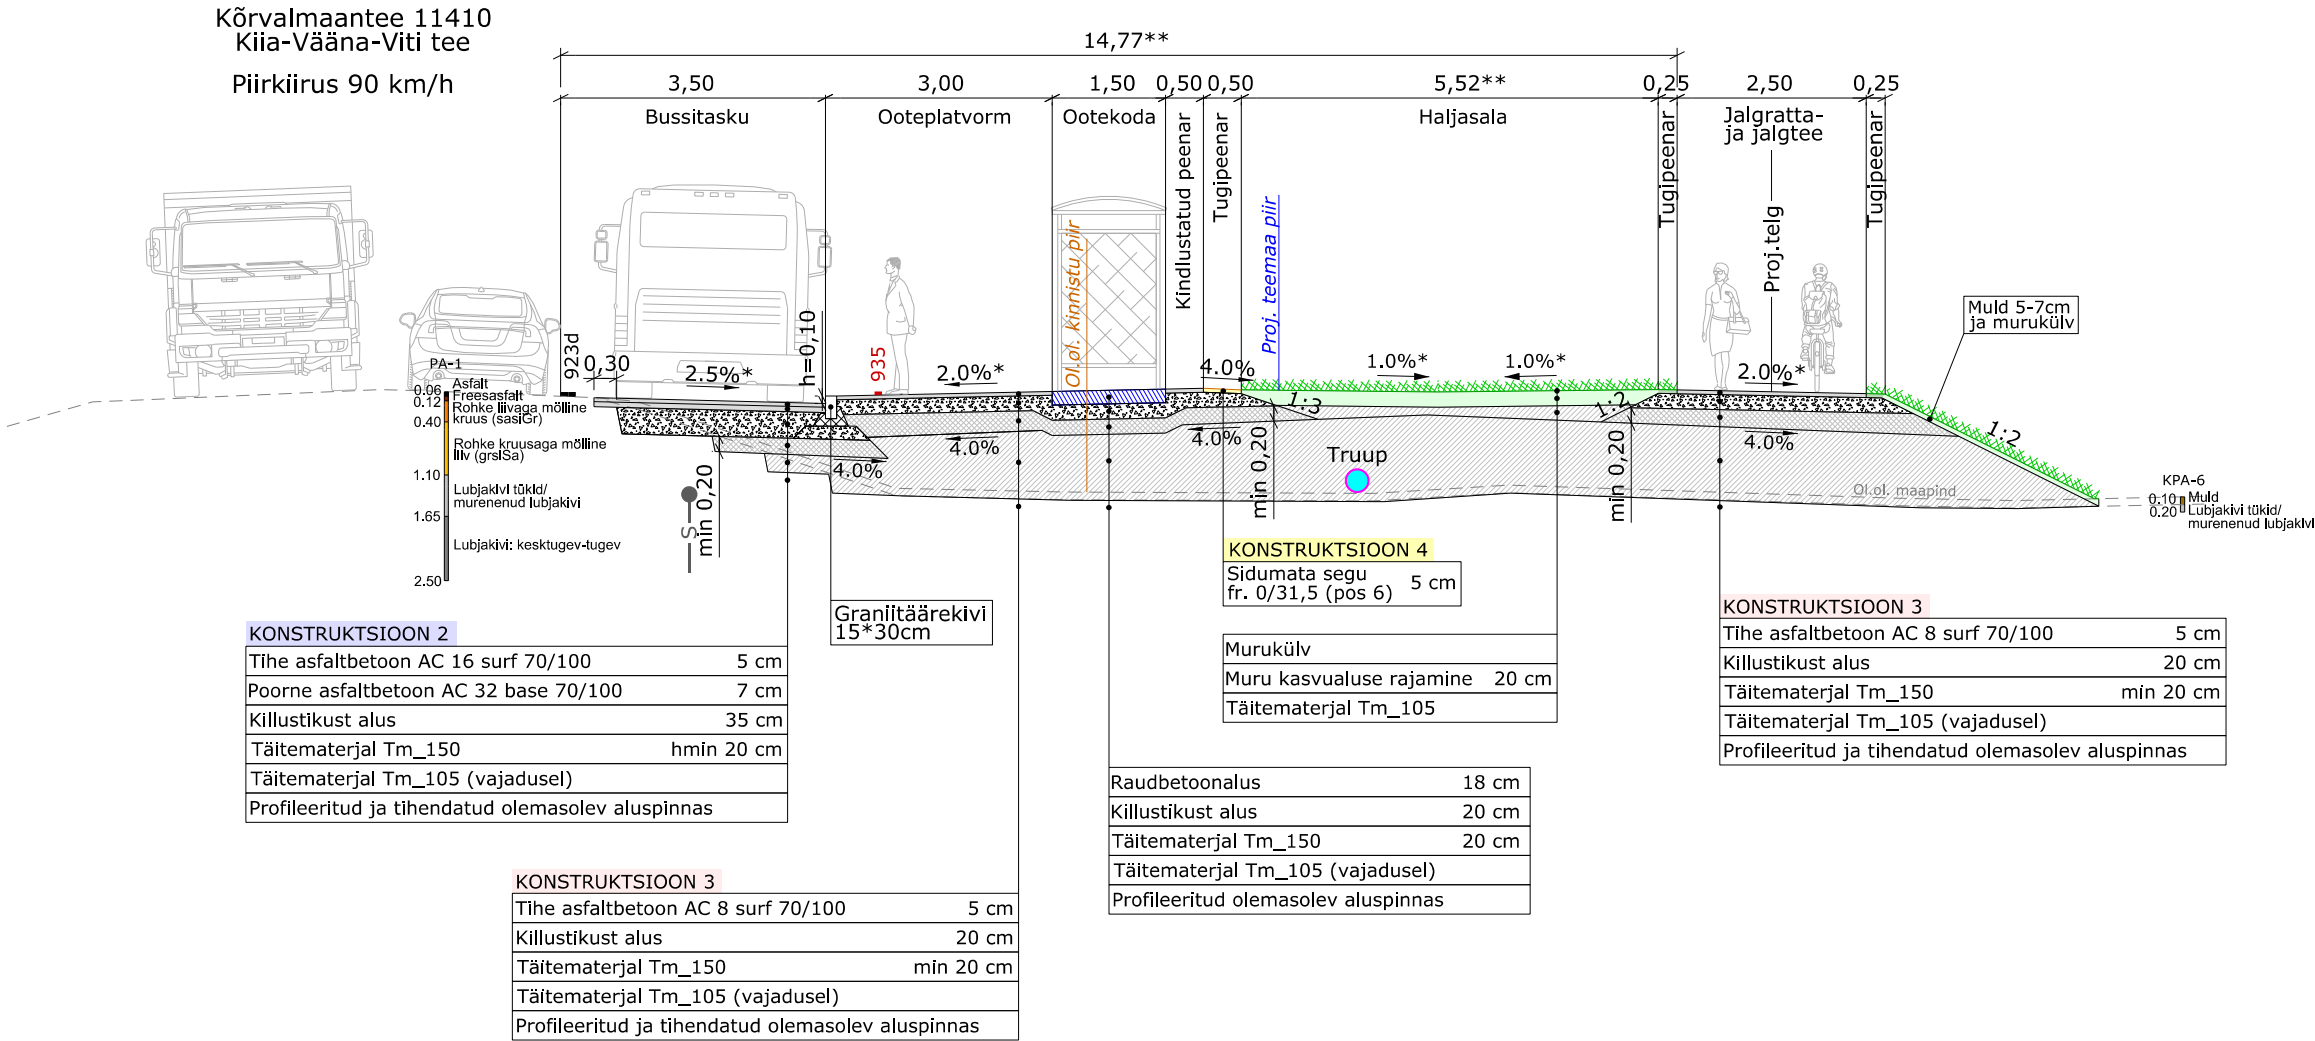 Kõrvalmaantee 11410
Kiia-Vääna-Viti tee
Piirkiirus 90 km/h
14,77**
3,50
3,00
1,50
0,50
0,50
5,52**
0,25
2,50
0,25
Bussitasku
Ooteplatvorm
Ootekoda
Kindlustatud peenar
Tugipeenar
Haljasala
Tugipeenar
Jalgratta-
ja jalgtee
Tugipeenar
Proj.telg
Ol.ol. kinnistu piir
Proj. teemaa piir
Muld 5-7cm
ja murukülv
923d
0,30
2.5%*
h=0,10
935
2.0%*
4.0%
1.0%*
1.0%*
2.0%*
PA-1
0.06
Asfalt
Freesasfalt
0.12
Rohke liivaga mölline
kruus (sasiGr)
0.40
Rohke kruusaga mölline
liiv (grsiSa)
1.10
Lubjakivi tükid/
murenenud lubjakivi
1.65
Lubjakivi: kesktugev-tugev
2.50
S
min 0,20
4.0%
4.0%
4.0%
1:3
min 0,20
Truup
1:2
min 0,20
4.0%
1:2
Ol.ol. maapind
KPA-6
0.10
Muld
0.20
Lubjakivi tükid/
murenenud lubjakivi
KONSTRUKTSIOON 4
Sidumata segu
fr. 0/31,5 (pos 6) 5 cm
Graniitäärekivi
15*30cm
KONSTRUKTSIOON 2
Tihe asfaltbetoon AC 16 surf 70/100 5 cm
Poorne asfaltbetoon AC 32 base 70/100 7 cm
Killustikust alus 35 cm
Täitematerjal Tm_150 hmin 20 cm
Täitematerjal Tm_105 (vajadusel)
Profileeritud ja tihendatud olemasolev aluspinnas
Murukülv
Muru kasvualuse rajamine 20 cm
Täitematerjal Tm_105
KONSTRUKTSIOON 3
Tihe asfaltbetoon AC 8 surf 70/100 5 cm
Killustikust alus 20 cm
Täitematerjal Tm_150 min 20 cm
Täitematerjal Tm_105 (vajadusel)
Profileeritud ja tihendatud olemasolev aluspinnas
Raudbetoonalus 18 cm
Killustikust alus 20 cm
Täitematerjal Tm_150 20 cm
Täitematerjal Tm_105 (vajadusel)
Profileeritud olemasolev aluspinnas
KONSTRUKTSIOON 3
Tihe asfaltbetoon AC 8 surf 70/100 5 cm
Killustikust alus 20 cm
Täitematerjal Tm_150 min 20 cm
Täitematerjal Tm_105 (vajadusel)
Profileeritud ja tihendatud olemasolev aluspinnas